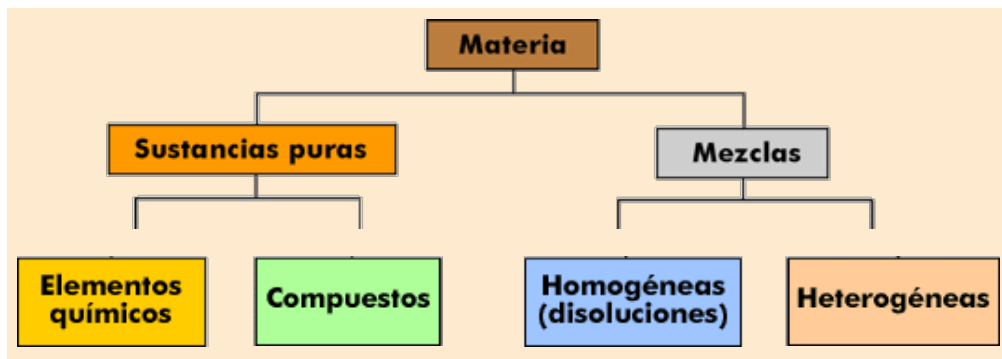 Materia
Sustancias puras
Mezclas
Elementos
químicos
Compuestos
Homogéneas
(disoluciones)
Heterogéneas